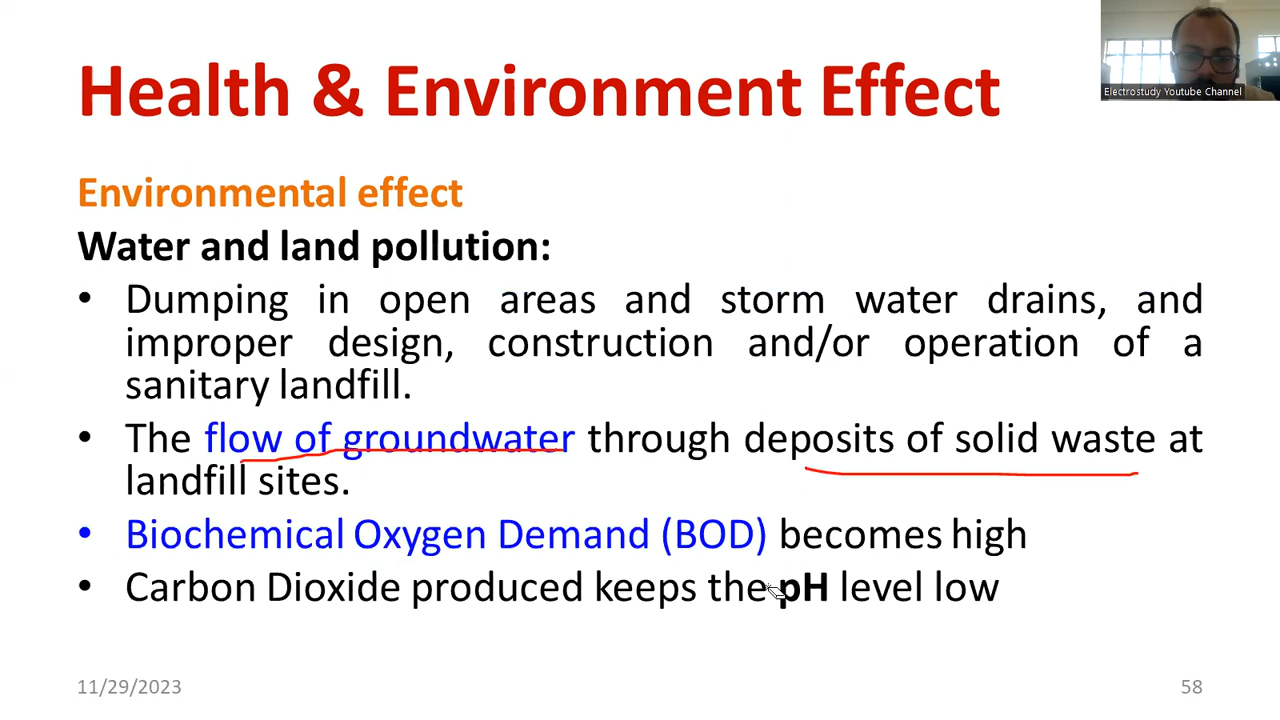 Health & Environment Effect
Electrostudy Youtube Channel
Environmental effect
Water and land pollution:
• Dumping in open areas and storm water drains, and
improper design, construction and/or operation of a
sanitary landfill.
• The flow of groundwater through deposits of solid waste at
landfill sites.
• Biochemical Oxygen Demand (BOD) becomes high
• Carbon Dioxide produced keeps the pH level low
11/29/2023
58